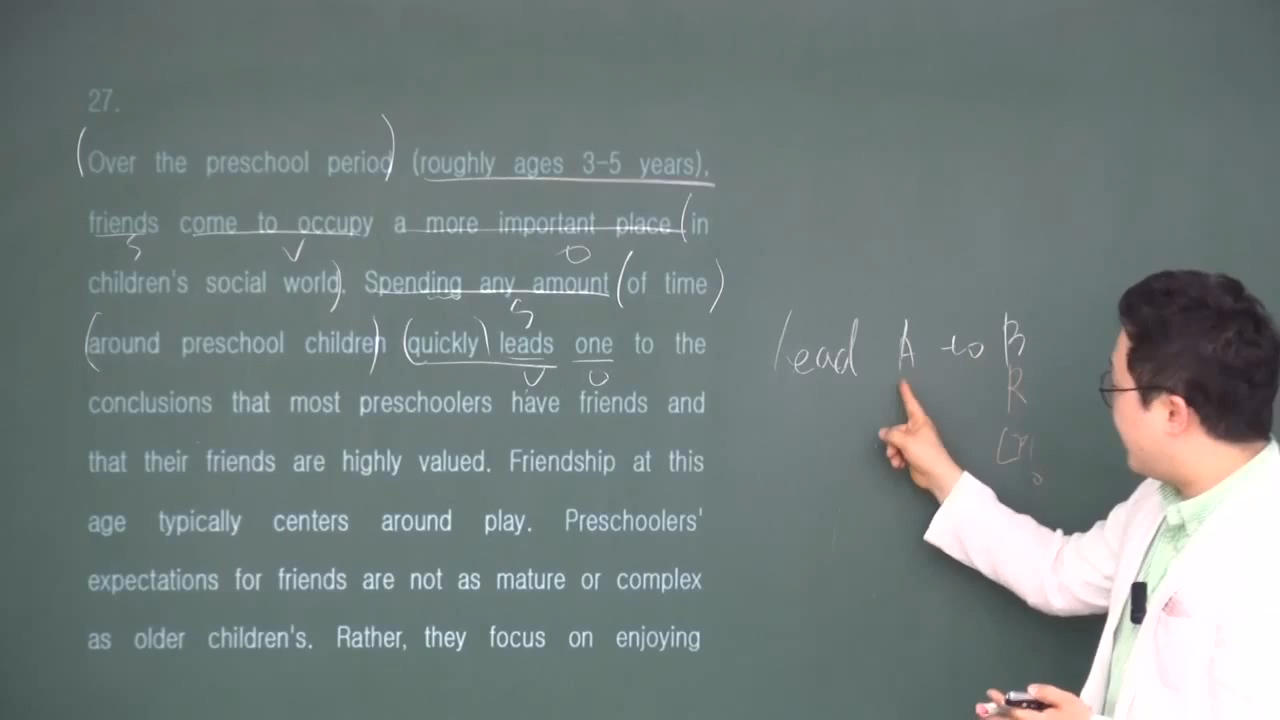 27.
Over the preschool period (roughly ages 3-5 years),
friends come to occupy a more important place in
S V O
children's social world. Spending any amount of time
S
around preschool children quickly leads one to the
V O
conclusions that most preschoolers have friends and
that their friends are highly valued. Friendship at this
age typically centers around play. Preschoolers'
expectations for friends are not as mature or complex
as older children's. Rather, they focus on enjoying
lead A to B
R